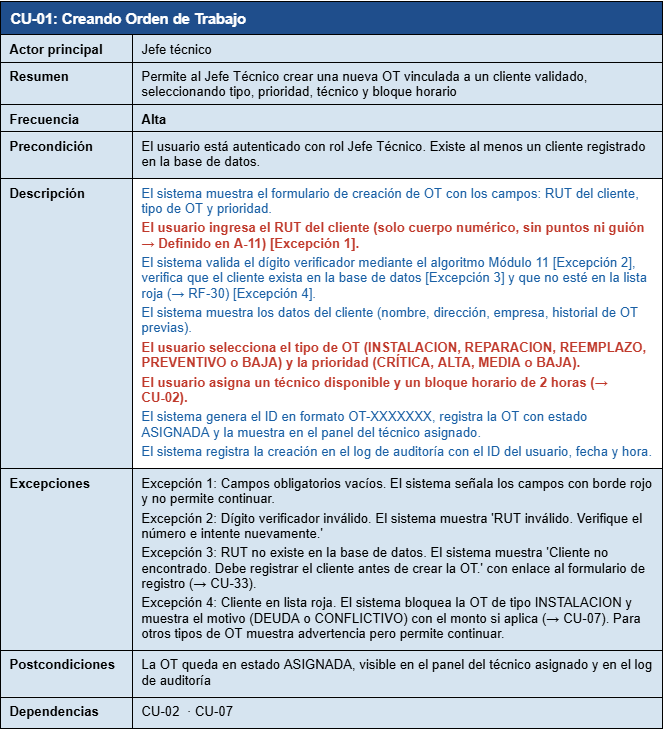 CU-01: Creando Orden de Trabajo
Actor principal
Jefe técnico
Resumen
Permite al Jefe Técnico crear una nueva OT vinculada a un cliente validado,
seleccionando tipo, prioridad, técnico y bloque horario
Frecuencia
Alta
Precondición
El usuario está autenticado con rol Jefe Técnico. Existe al menos un cliente registrado
en la base de datos.
Descripción
El sistema muestra el formulario de creación de OT con los campos: RUT del cliente,
tipo de OT y prioridad.
El usuario ingresa el RUT del cliente (solo cuerpo numérico, sin puntos ni guión
→ Definido en A-11) [Excepción 1].
El sistema valida el dígito verificador mediante el algoritmo Módulo 11 [Excepción 2],
verifica que el cliente exista en la base de datos [Excepción 3] y que no esté en la lista
roja (→ RF-30) [Excepción 4].
El sistema muestra los datos del cliente (nombre, dirección, empresa, historial de OT
previas).
El usuario selecciona el tipo de OT (INSTALACION, REPARACION, REEMPLAZO,
PREVENTIVO o BAJA) y la prioridad (CRÍTICA, ALTA, MEDIA o BAJA).
El usuario asigna un técnico disponible y un bloque horario de 2 horas (→
CU-02).
El sistema genera el ID en formato OT-XXXXXXX, registra la OT con estado
ASIGNADA y la muestra en el panel del técnico asignado.
El sistema registra la creación en el log de auditoría con el ID del usuario, fecha y hora.
Excepciones
Excepción 1: Campos obligatorios vacíos. El sistema señala los campos con borde rojo
y no permite continuar.
Excepción 2: Dígito verificador inválido. El sistema muestra 'RUT inválido. Verifique el
número e intente nuevamente.'
Excepción 3: RUT no existe en la base de datos. El sistema muestra 'Cliente no
encontrado. Debe registrar el cliente antes de crear la OT.' con enlace al formulario de
registro (→ CU-33).
Excepción 4: Cliente en lista roja. El sistema bloquea la OT de tipo INSTALACION y
muestra el motivo (DEUDA o CONFLICTIVO) con el monto si aplica (→ CU-07). Para
otros tipos de OT muestra advertencia pero permite continuar.
Postcondiciones
La OT queda en estado ASIGNADA, visible en el panel del técnico asignado y en el log
de auditoría
Dependencias
CU-02 · CU-07